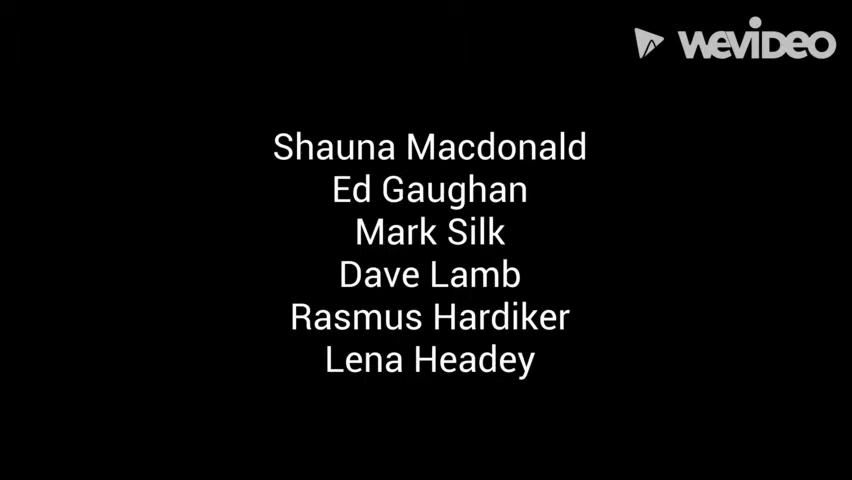 WEVIDEO
Shauna Macdonald
Ed Gaughan
Mark Silk
Dave Lamb
Rasmus Hardiker
Lena Headey